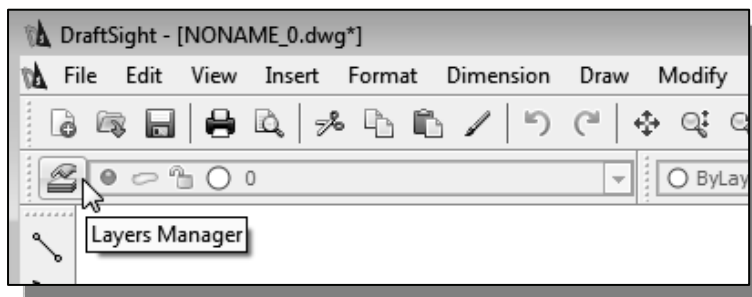 DraftSight - [NONAME_0.dwg*]
File Edit View Insert Format Dimension Draw Modify
0 ByLay
Layers Manager